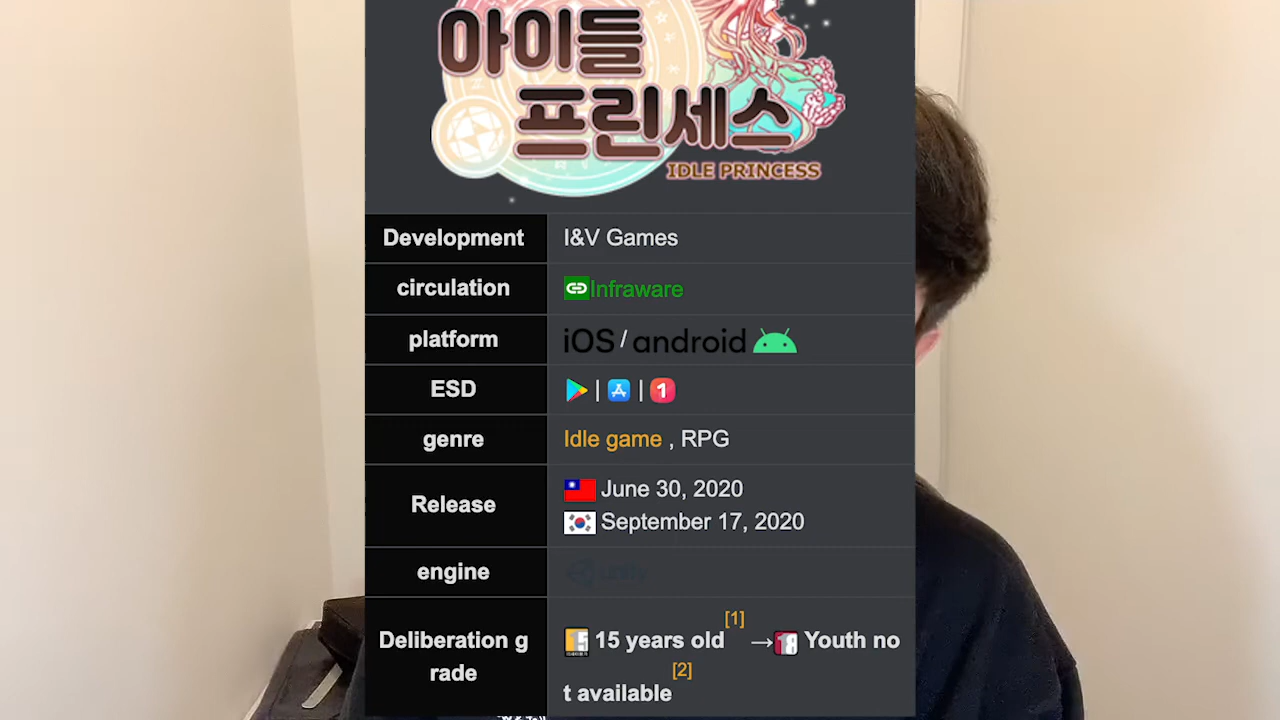 아이들
프린세스
IDLE PRINCESS
Development
I&V Games
circulation
Infraware
platform
iOS / android
ESD
| | 1
genre
Idle game , RPG
Release
June 30, 2020
September 17, 2020
engine
unity
Deliberation g
rade
15 years old [1] → 18 Youth no
t available [2]